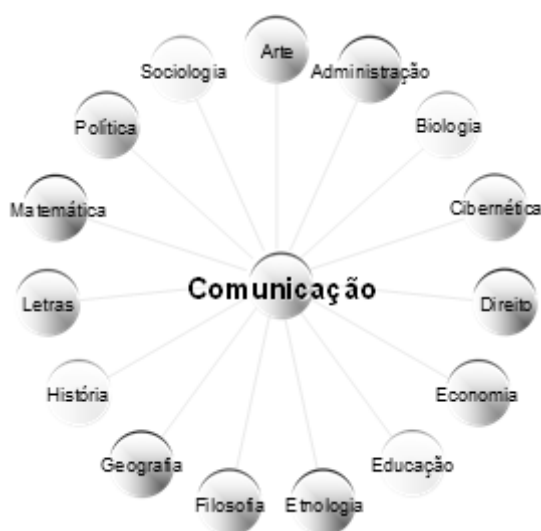 Arte
Sociologia
Administração
Política
Biologia
Matemática
Cibernética
Comunicação
Letras
Direito
História
Economia
Geografia
Educação
Filosofia
Etnologia